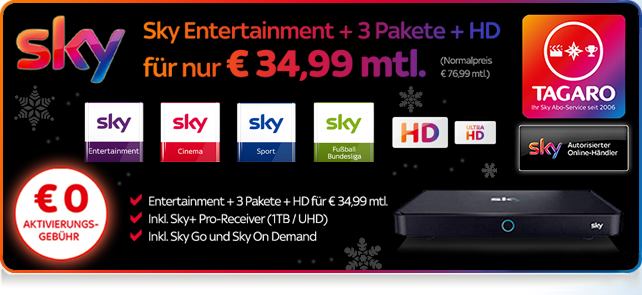 sky
Sky Entertainment + 3 Pakete + HD
für nur € 34,99 mtl.
(Normalpreis
€ 76,99 mtl.)
TAGARO
Ihr Sky Abo-Service seit 2006
sky
Entertainment
sky
Cinema
sky
Sport
sky
Fußball
Bundesliga
HD
ULTRA
HD
sky
Autorisierter
Online-Händler
€ 0
AKTIVIERUNGS-
GEBÜHR
Entertainment + 3 Pakete + HD für € 34,99 mtl.
Inkl. Sky+ Pro-Receiver (1TB / UHD)
Inkl. Sky Go und Sky On Demand
sky
sky